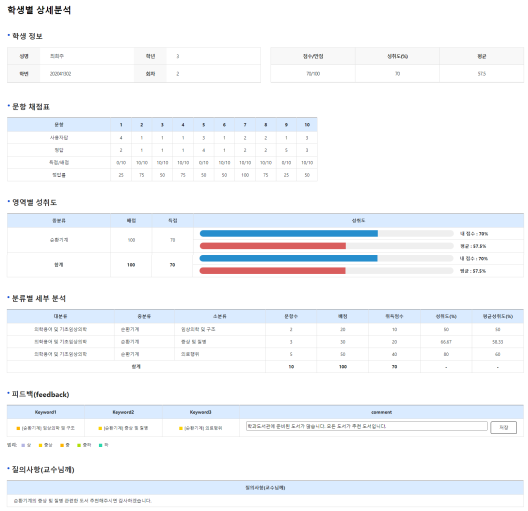 학생별 상세분석
학생 정보
성명 최희주 학년 2
학번 20241302 회차 2
점수/만점 성취도(%) 평균
70/100 70 57.5
문항 채점표
문항 1 2 3 4 5 6 7 8 9 10
사용자답 4 1 1 1 3 1 2 2 1 3
정답 2 1 1 1 4 1 2 2 5 3
득점/배점 0/10 10/10 10/10 10/10 0/10 10/10 10/10 10/10 0/10 10/10
정답률 25 75 50 75 50 50 100 75 25 50
영역별 성취도
중분류 배점 득점 성취도
순환기계 100 70
내 점수 : 70%
평균 : 57.5%
합계 100 70
내 점수 : 70%
평균 : 57.5%
분류별 세부 분석
대분류 중분류 소분류 문항수 배점 획득점수 성취도(%) 평균성취도(%)
의학용어 및 기초임상의학 순환기계 임상의학 및 구조 2 20 10 50 50
의학용어 및 기초임상의학 순환기계 증상 및 질병 3 30 20 66.67 58.33
의학용어 및 기초임상의학 순환기계 의료행위 5 50 40 80 60
합계 10 100 70 - -
피드백(feedback)
Keyword1 Keyword2 Keyword3 comment
[순환기계] 임상의학 및 구조 [순환기계] 증상 및 질병 [순환기계] 의료행위 학과도서관에 준비된 도서가 많습니다. 모든 도서가 추천 도서입니다. 저장
범례: 상 중상 중 중하 하
질의사항(교수님께)
질의사항(교수님께)
순환기계의 증상 및 질병 관련한 도서 추천해주시면 감사하겠습니다.